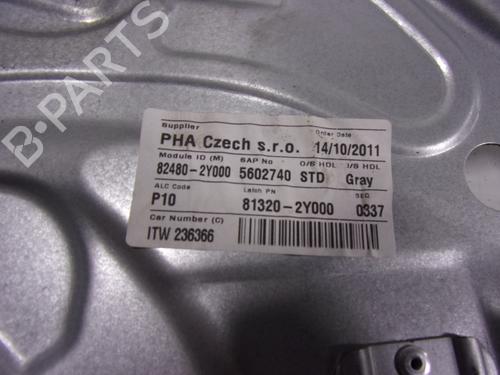 Supplier Order Date
PHA Czech s.r.o. 14/10/2011
Module ID (M) GAP No O/S HDL I/S HDL
82480-2Y000 5602740 STD Gray
ALC Code Latch PN SEQ
P10 81320-2Y000 0337
Car Number (C)
ITW 236366
B-PARTS